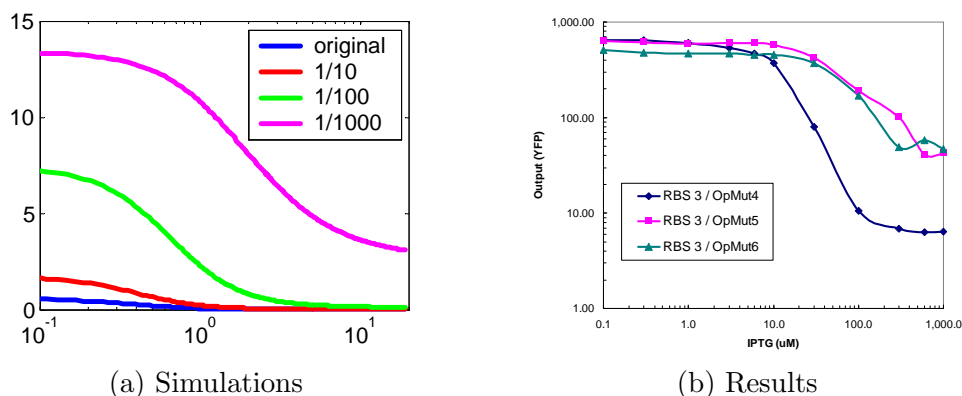 15
10
5
0
10^-1
10^0
10^1
original
1/10
1/100
1/1000
(a) Simulations
1,000.00
100.00
10.00
1.00
Output (YFP)
RBS 3 / OpMut4
RBS 3 / OpMut5
RBS 3 / OpMut6
0.1
1.0
10.0
100.0
1,000.0
IPTG (uM)
(b) Results